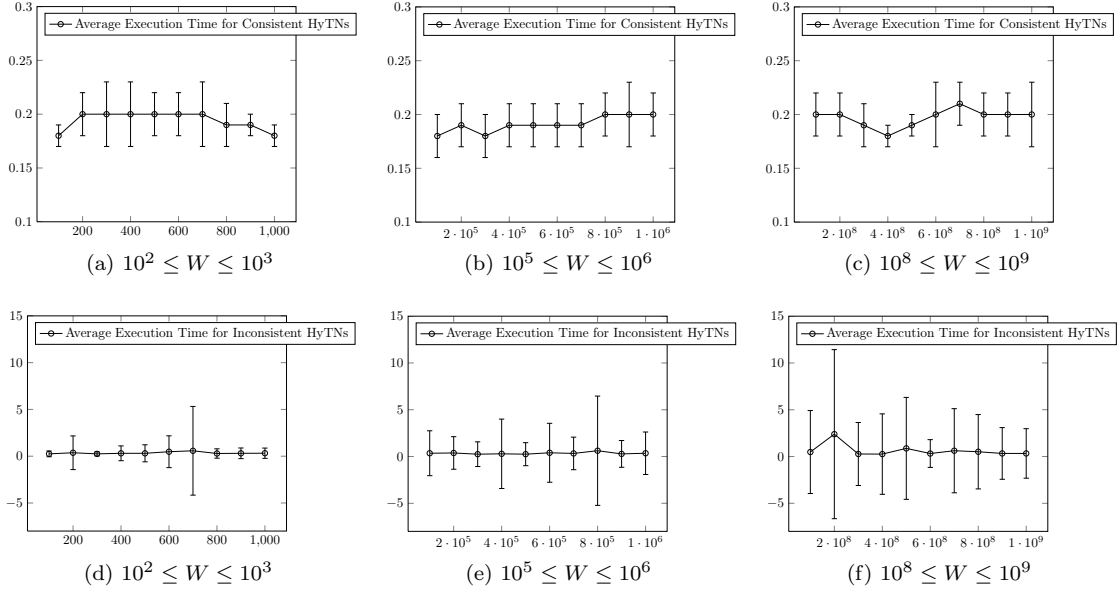 Average Execution Time for Consistent HyTNs
0.3
0.25
0.2
0.15
0.1
200 400 600 800 1,000
(a) 10² ≤ W ≤ 10³
Average Execution Time for Consistent HyTNs
0.3
0.25
0.2
0.15
0.1
2 · 10⁵ 4 · 10⁵ 6 · 10⁵ 8 · 10⁵ 1 · 10⁶
(b) 10⁵ ≤ W ≤ 10⁶
Average Execution Time for Consistent HyTNs
0.3
0.25
0.2
0.15
0.1
2 · 10⁸ 4 · 10⁸ 6 · 10⁸ 8 · 10⁸ 1 · 10⁹
(c) 10⁸ ≤ W ≤ 10⁹
Average Execution Time for Inconsistent HyTNs
15
10
5
0
−5
200 400 600 800 1,000
(d) 10² ≤ W ≤ 10³
Average Execution Time for Inconsistent HyTNs
15
10
5
0
−5
2 · 10⁵ 4 · 10⁵ 6 · 10⁵ 8 · 10⁵ 1 · 10⁶
(e) 10⁵ ≤ W ≤ 10⁶
Average Execution Time for Inconsistent HyTNs
15
10
5
0
−5
2 · 10⁸ 4 · 10⁸ 6 · 10⁸ 8 · 10⁸ 1 · 10⁹
(f) 10⁸ ≤ W ≤ 10⁹